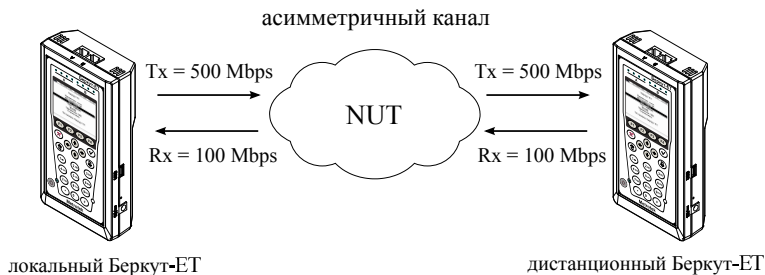 асимметричный канал
Tx = 500 Mbps
Tx = 500 Mbps
NUT
Rx = 100 Mbps
Rx = 100 Mbps
локальный Беркут-ET
дистанционный Беркут-ET